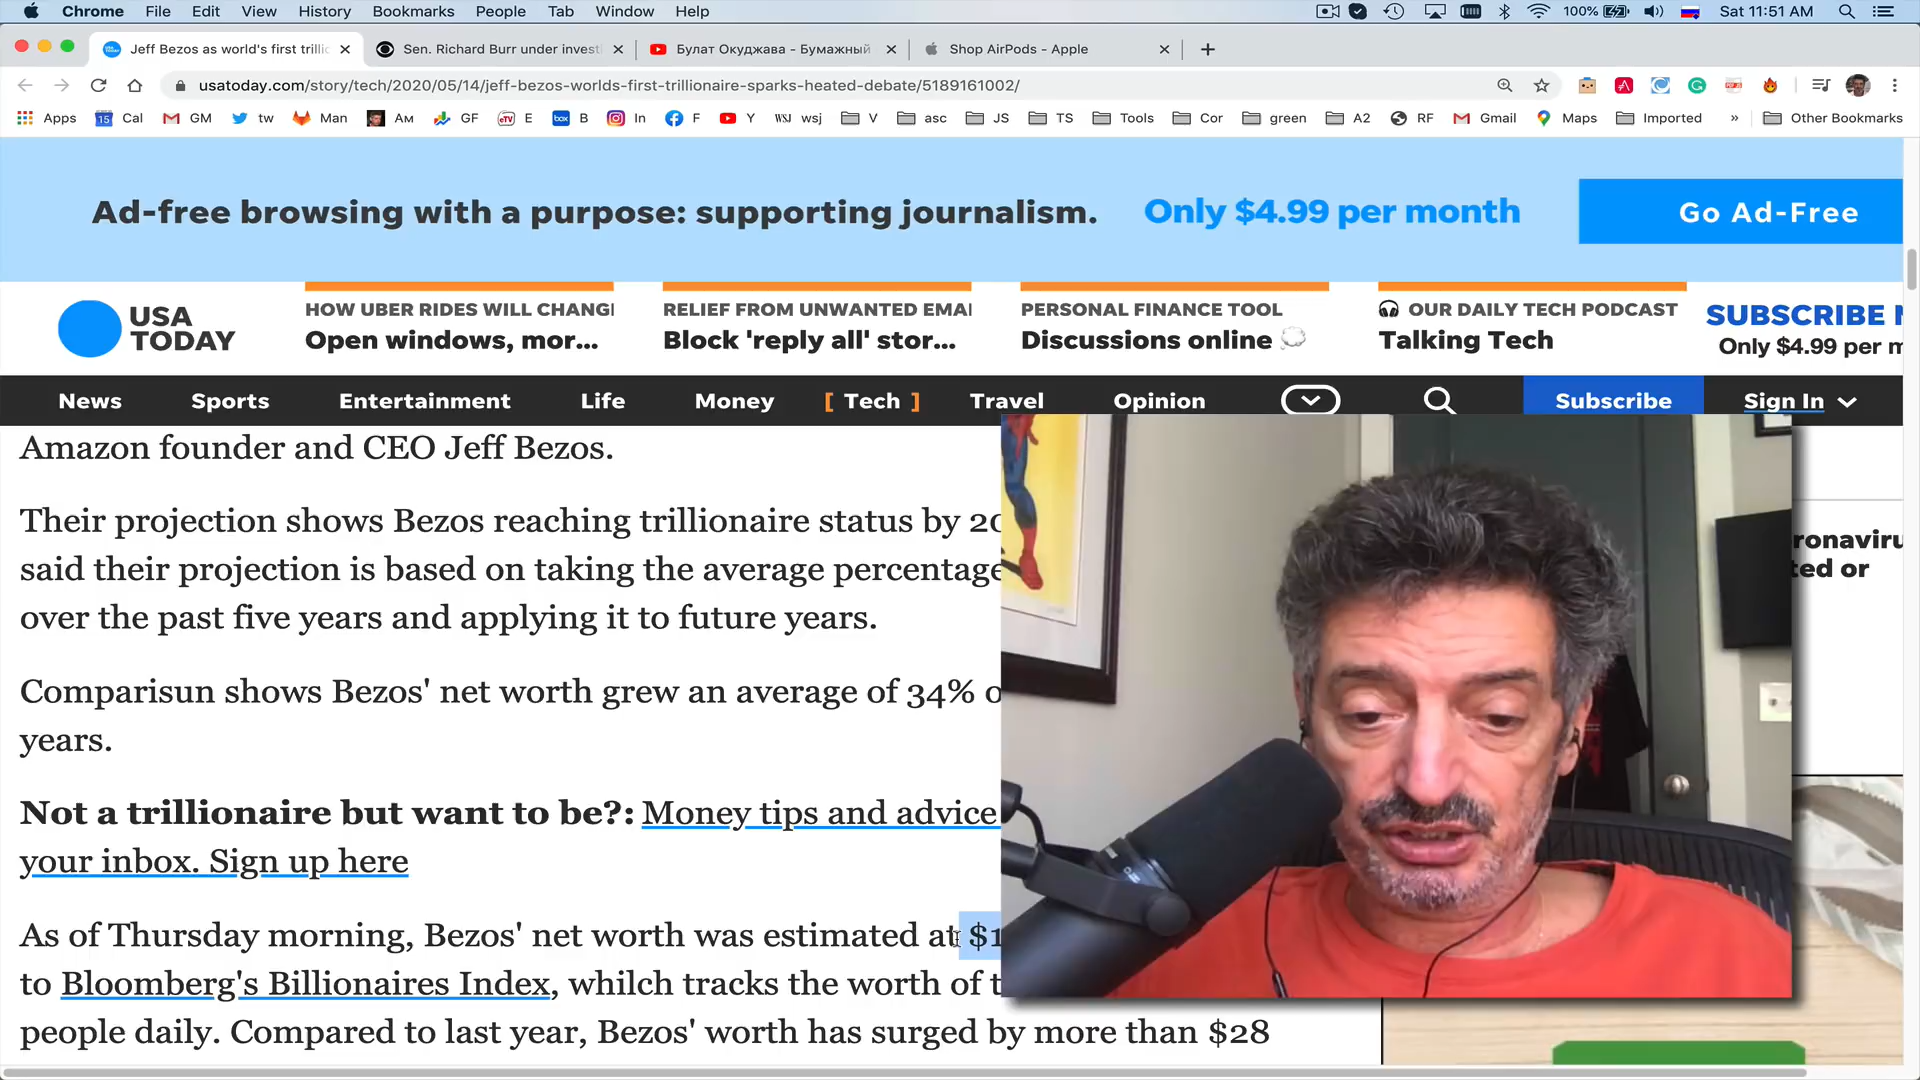 Chrome File Edit View History Bookmarks People Tab Window Help 100% Sat 11:51 AM
Jeff Bezos as world's first trilli Sen. Richard Burr under invest Булат Окуджава - Бумажный Shop AirPods - Apple
usatoday.com/story/tech/2020/05/14/jeff-bezos-worlds-first-trillionaire-sparks-heated-debate/5189161002/
Apps 15 Cal GM tw Man Ам GF E box B In F Y WSJ wsj V asc JS TS Tools Cor green A2 RF Gmail Maps Imported » Other Bookmarks
Ad-free browsing with a purpose: supporting journalism. Only $4.99 per month Go Ad-Free
USA TODAY
HOW UBER RIDES WILL CHANG
Open windows, mor...
RELIEF FROM UNWANTED EMA
Block 'reply all' stor...
PERSONAL FINANCE TOOL
Discussions online
OUR DAILY TECH PODCAST
Talking Tech
SUBSCRIBE
Only $4.99 per
News Sports Entertainment Life Money [ Tech ] Travel Opinion Subscribe Sign In
Amazon founder and CEO Jeff Bezos.
Their projection shows Bezos reaching trillionaire status by 20
said their projection is based on taking the average percentage
over the past five years and applying it to future years.
Comparisun shows Bezos' net worth grew an average of 34% o
years.
Not a trillionaire but want to be?: Money tips and advice
your inbox. Sign up here
As of Thursday morning, Bezos' net worth was estimated at $1
to Bloomberg's Billionaires Index, whilch tracks the worth of t
people daily. Compared to last year, Bezos' worth has surged by more than $28
ronaviru
ted or